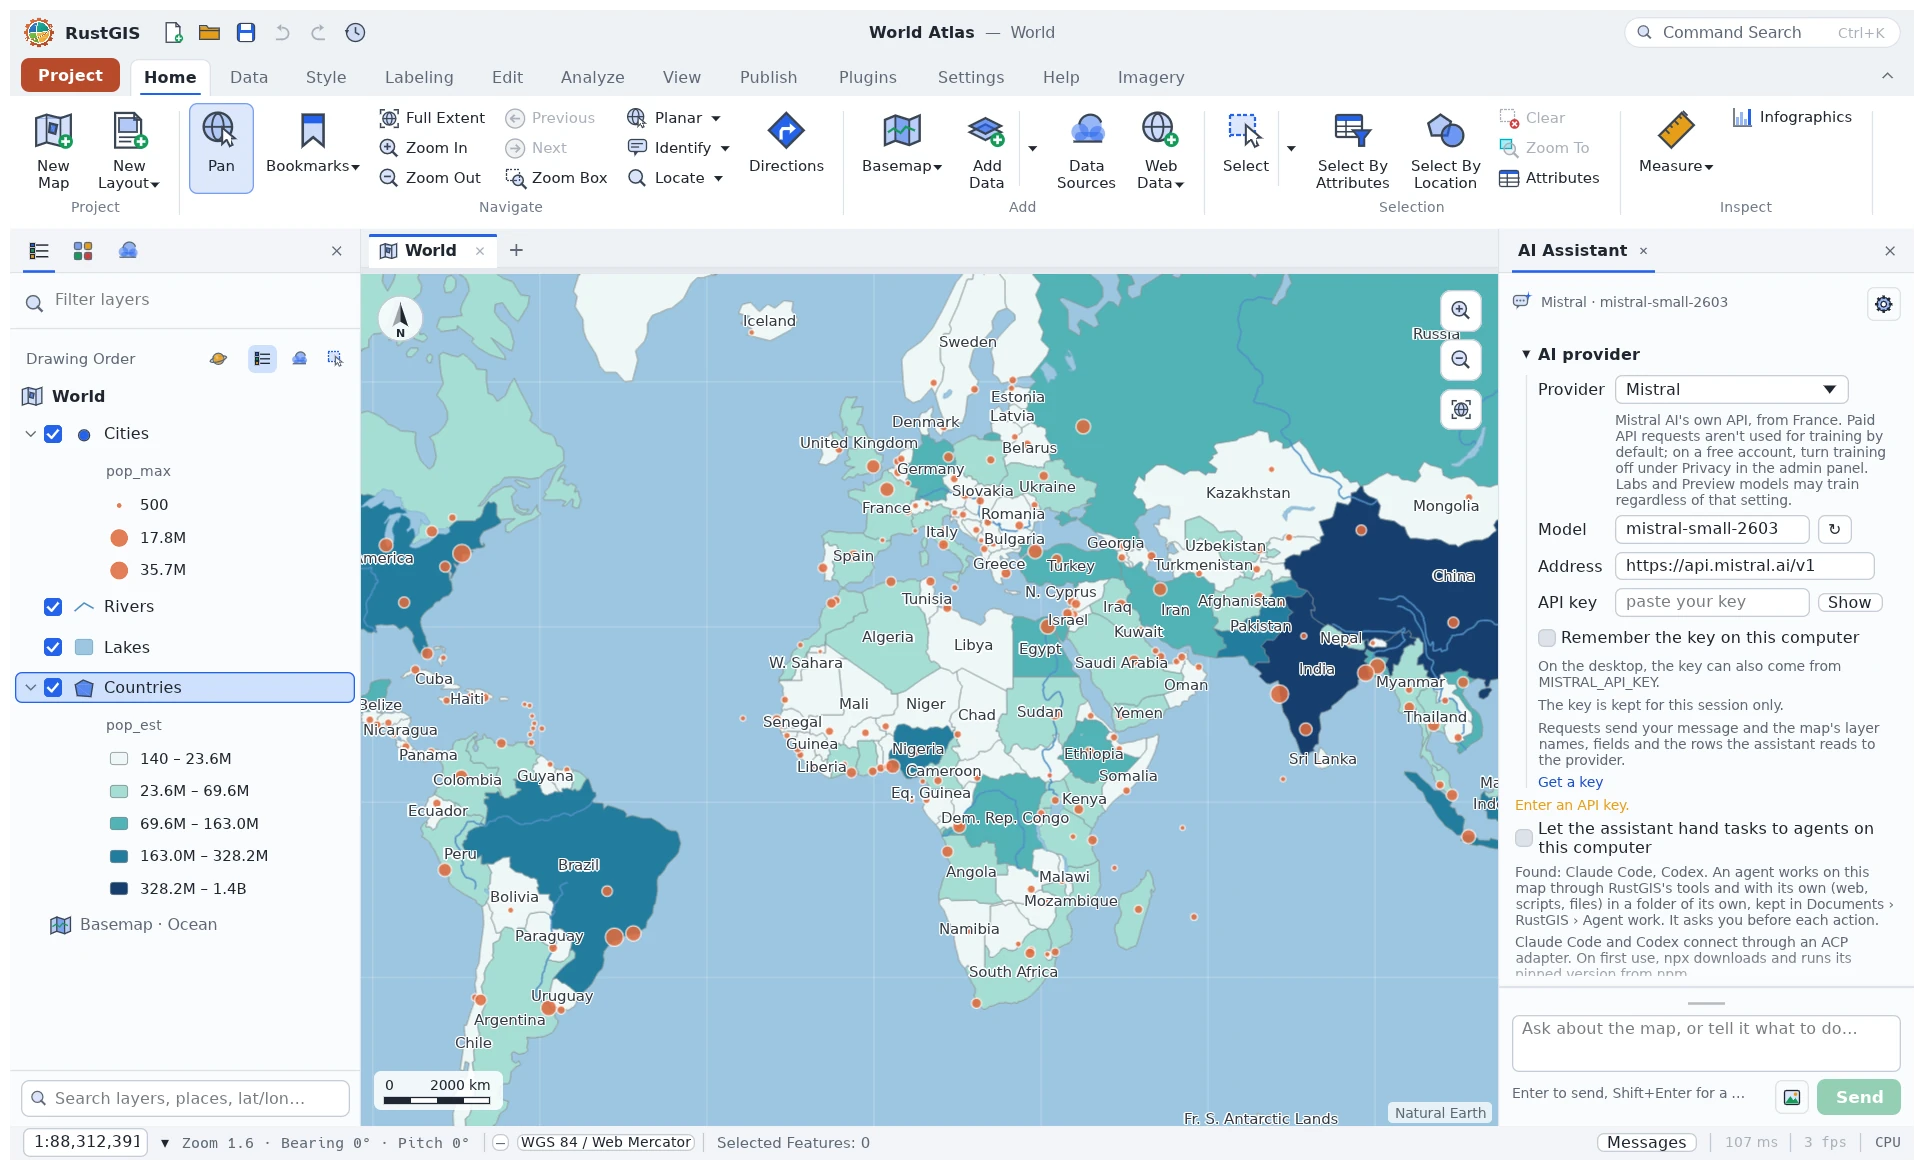 RustGIS
World Atlas — World
Command Search Ctrl+K
Project Home Data Style Labeling Edit Analyze View Publish Plugins Settings Help Imagery
New Map
New Layout
Project
Pan
Bookmarks
Full Extent
Zoom In
Zoom Out
Previous
Next
Zoom Box
Planar
Identify
Locate
Directions
Navigate
Basemap
Add Data
Data Sources
Web Data
Add
Select
Select By Attributes
Select By Location
Clear
Zoom To
Attributes
Selection
Measure
Infographics
Inspect
Filter layers
Drawing Order
World
Cities
pop_max
500
17.8M
35.7M
Rivers
Lakes
Countries
pop_est
140 – 23.6M
23.6M – 69.6M
69.6M – 163.0M
163.0M – 328.2M
328.2M – 1.4B
Basemap · Ocean
Search layers, places, lat/lon...
World
N
Iceland
Sweden
Russia
Estonia
Latvia
Denmark
United Kingdom
Belarus
Germany
Slovakia
Ukraine
Kazakhstan
Mongolia
France
Romania
Italy
Bulgaria
Georgia
Uzbekistan
America
Spain
Greece
Turkey
Turkmenistan
China
Tunisia
N. Cyprus
Iraq
Iran
Afghanistan
Israel
Pakistan
Algeria
Libya
Egypt
Kuwait
Nepal
W. Sahara
Saudi Arabia
India
Cuba
Oman
Myanmar
Haiti
Belize
Mali
Niger
Chad
Sudan
Yemen
Thailand
Nicaragua
Senegal
Guinea
Nigeria
Ethiopia
Panama
Liberia
Cameroon
Somalia
Sri Lanka
Colombia
Guyana
Eq. Guinea
Kenya
Ma
Ind
Ecuador
Dem. Rep. Congo
Peru
Brazil
Angola
Malawi
Bolivia
Mozambique
Paraguay
Namibia
South Africa
Uruguay
Argentina
Chile
Fr. S. Antarctic Lands
0 2000 km
Natural Earth
AI Assistant
Mistral · mistral-small-2603
AI provider
Provider Mistral
Mistral AI's own API, from France. Paid
API requests aren't used for training by
default; on a free account, turn training
off under Privacy in the admin panel.
Labs and Preview models may train
regardless of that setting.
Model mistral-small-2603
Address https://api.mistral.ai/v1
API key paste your key Show
Remember the key on this computer
On the desktop, the key can also come from
MISTRAL_API_KEY.
The key is kept for this session only.
Requests send your message and the map's layer
names, fields and the rows the assistant reads to
the provider.
Get a key
Enter an API key.
Let the assistant hand tasks to agents on
this computer
Found: Claude Code, Codex. An agent works on this
map through RustGIS's tools and with its own (web,
scripts, files) in a folder of its own, kept in Documents ›
RustGIS › Agent work. It asks you before each action.
Claude Code and Codex connect through an ACP
adapter. On first use, npx downloads and runs its
pinned version from npm.
Ask about the map, or tell it what to do...
Enter to send, Shift+Enter for a ...
Send
1:88,312,391
Zoom 1.6 · Bearing 0° · Pitch 0°
WGS 84 / Web Mercator
Selected Features: 0
Messages
107 ms
3 fps
CPU